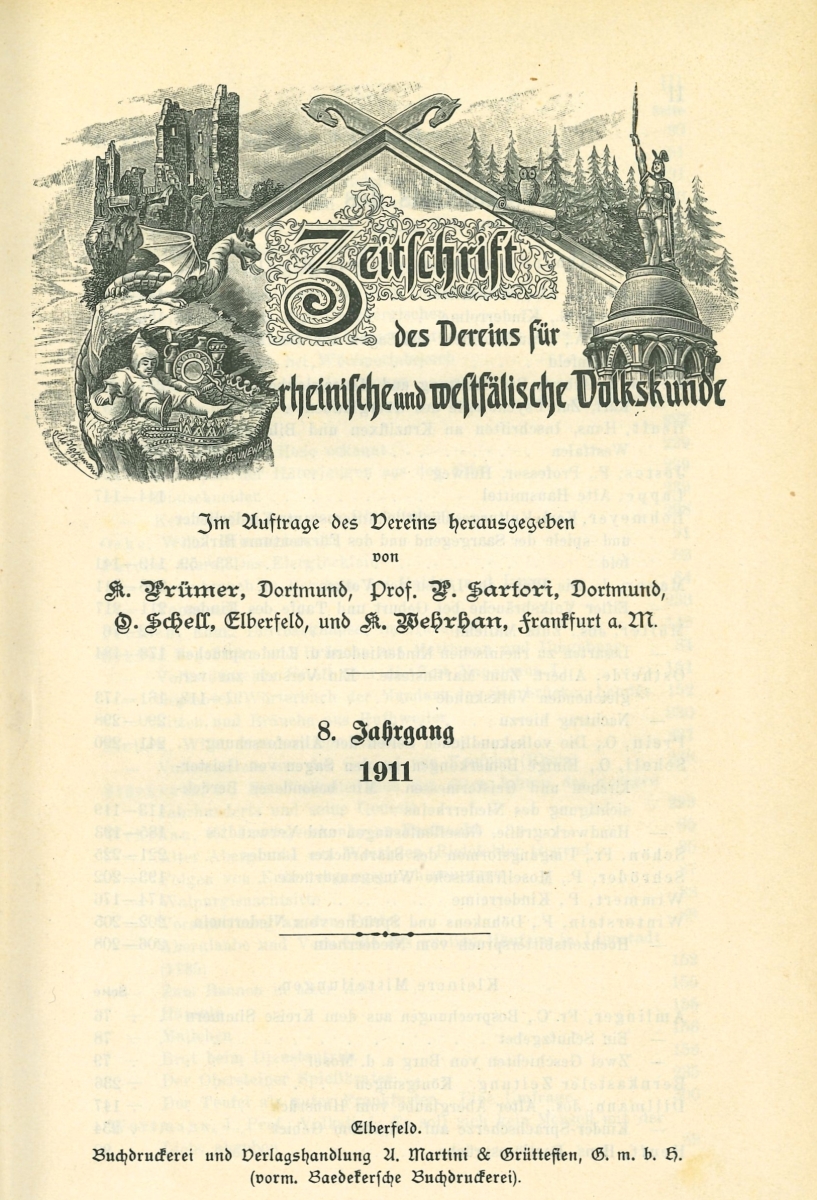 Zeitschrift
des Vereins für
rheinische und westfälische Volkskunde
GRÜNEWALD
Im Auftrage des Vereins herausgegeben
von
K. Prümer, Dortmund, Prof. P. Sartori, Dortmund,
O. Schell, Elberfeld, und K. Wehrhan, Frankfurt a. M.
8. Jahrgang
1911
Elberfeld.
Buchdruckerei und Verlagshandlung A. Martini & Grüttefien, G. m. b. H.
(vorm. Baedekersche Buchdruckerei).